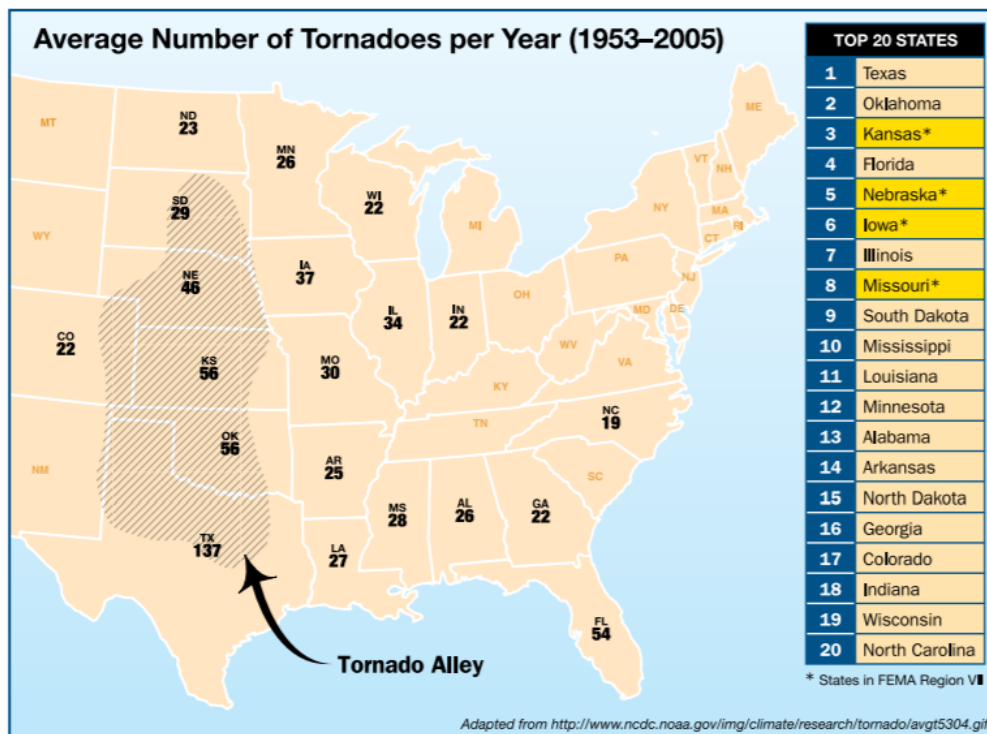 Average Number of Tornadoes per Year (1953–2005)
MT
ND
23
MN
26
WI
22
MI
ME
VT
NH
NY
MA
CT
RI
SD
29
WY
NE
46
IA
37
PA
NJ
OH
MD
DE
IL
34
IN
22
CO
22
KS
56
MO
30
WV
VA
KY
NC
19
TN
OK
56
NM
AR
25
SC
MS
28
AL
26
GA
22
TX
137
LA
27
FL
54
Tornado Alley
TOP 20 STATES
1 Texas
2 Oklahoma
3 Kansas*
4 Florida
5 Nebraska*
6 Iowa*
7 Illinois
8 Missouri*
9 South Dakota
10 Mississippi
11 Louisiana
12 Minnesota
13 Alabama
14 Arkansas
15 North Dakota
16 Georgia
17 Colorado
18 Indiana
19 Wisconsin
20 North Carolina
* States in FEMA Region VII
Adapted from http://www.ncdc.noaa.gov/img/climate/research/tornado/avgt5304.gif